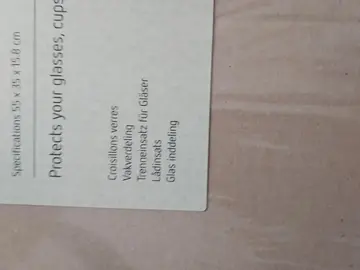 Specifications 55 x 35 x 15.8 cm
Protects your glasses, cups
Croisillons verres
Vakverdeling
Trenneinsatz für Gläser
Lådinsats
Glas inddeling